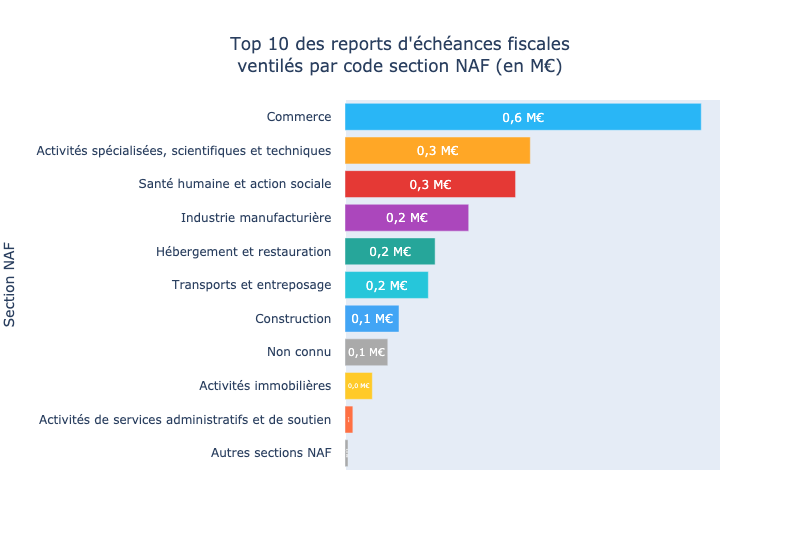 Top 10 des reports d'échéances fiscales
ventilés par code section NAF (en M€)
Section NAF
Commerce
0,6 M€
Activités spécialisées, scientifiques et techniques
0,3 M€
Santé humaine et action sociale
0,3 M€
Industrie manufacturière
0,2 M€
Hébergement et restauration
0,2 M€
Transports et entreposage
0,2 M€
Construction
0,1 M€
Non connu
0,1 M€
Activités immobilières
0,0 M€
Activités de services administratifs et de soutien
Autres sections NAF